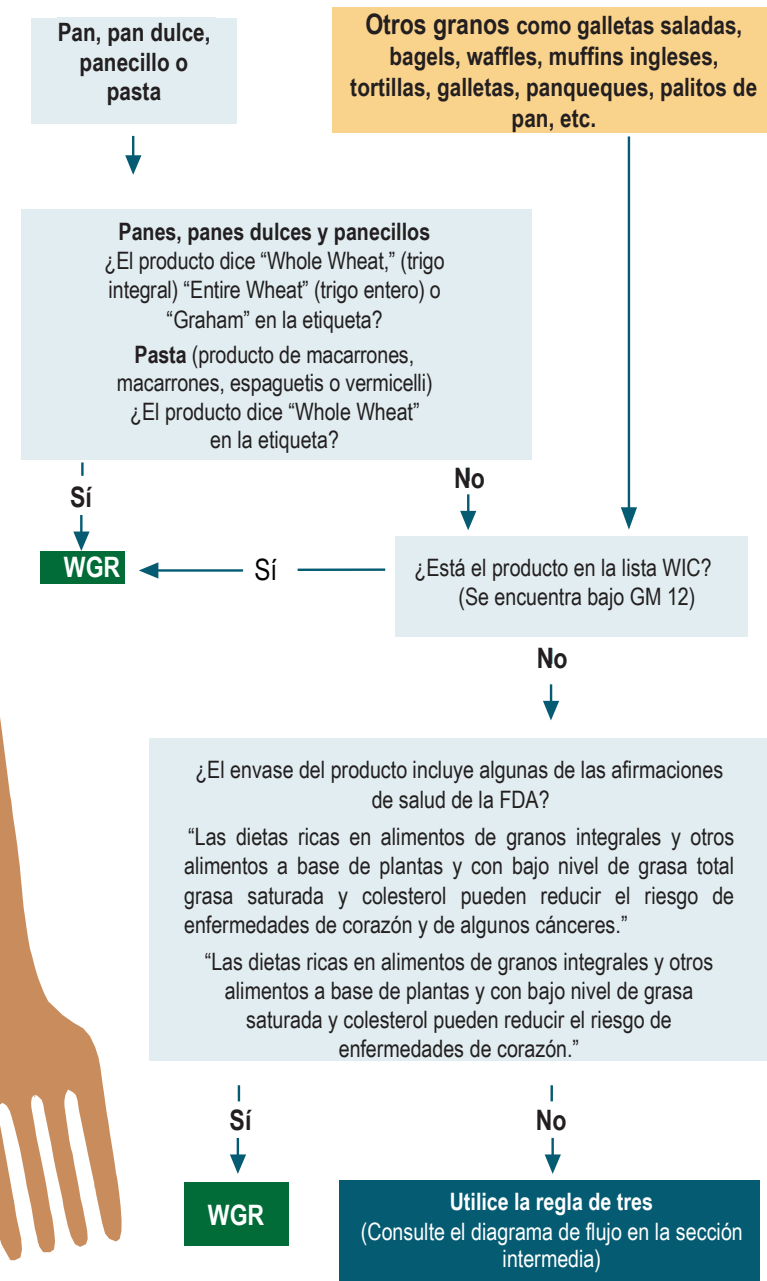 Pan, pan dulce,
panecillo o
pasta
Otros granos como galletas saladas,
bagels, waffles, muffins ingleses,
tortillas, galletas, panqueques, palitos de
pan, etc.
Panes, panes dulces y panecillos
¿El producto dice “Whole Wheat,” (trigo
integral) “Entire Wheat” (trigo entero) o
“Graham” en la etiqueta?
Pasta (producto de macarrones,
macarrones, espaguetis o vermicelli)
¿El producto dice “Whole Wheat”
en la etiqueta?
Sí
No
WGR
Sí
¿Está el producto en la lista WIC?
(Se encuentra bajo GM 12)
No
¿El envase del producto incluye algunas de las afirmaciones
de salud de la FDA?
“Las dietas ricas en alimentos de granos integrales y otros
alimentos a base de plantas y con bajo nivel de grasa total
grasa saturada y colesterol pueden reducir el riesgo de
enfermedades de corazón y de algunos cánceres.”
“Las dietas ricas en alimentos de granos integrales y otros
alimentos a base de plantas y con bajo nivel de grasa
saturada y colesterol pueden reducir el riesgo de
enfermedades de corazón.”
Sí
No
WGR
Utilice la regla de tres
(Consulte el diagrama de flujo en la sección
intermedia)